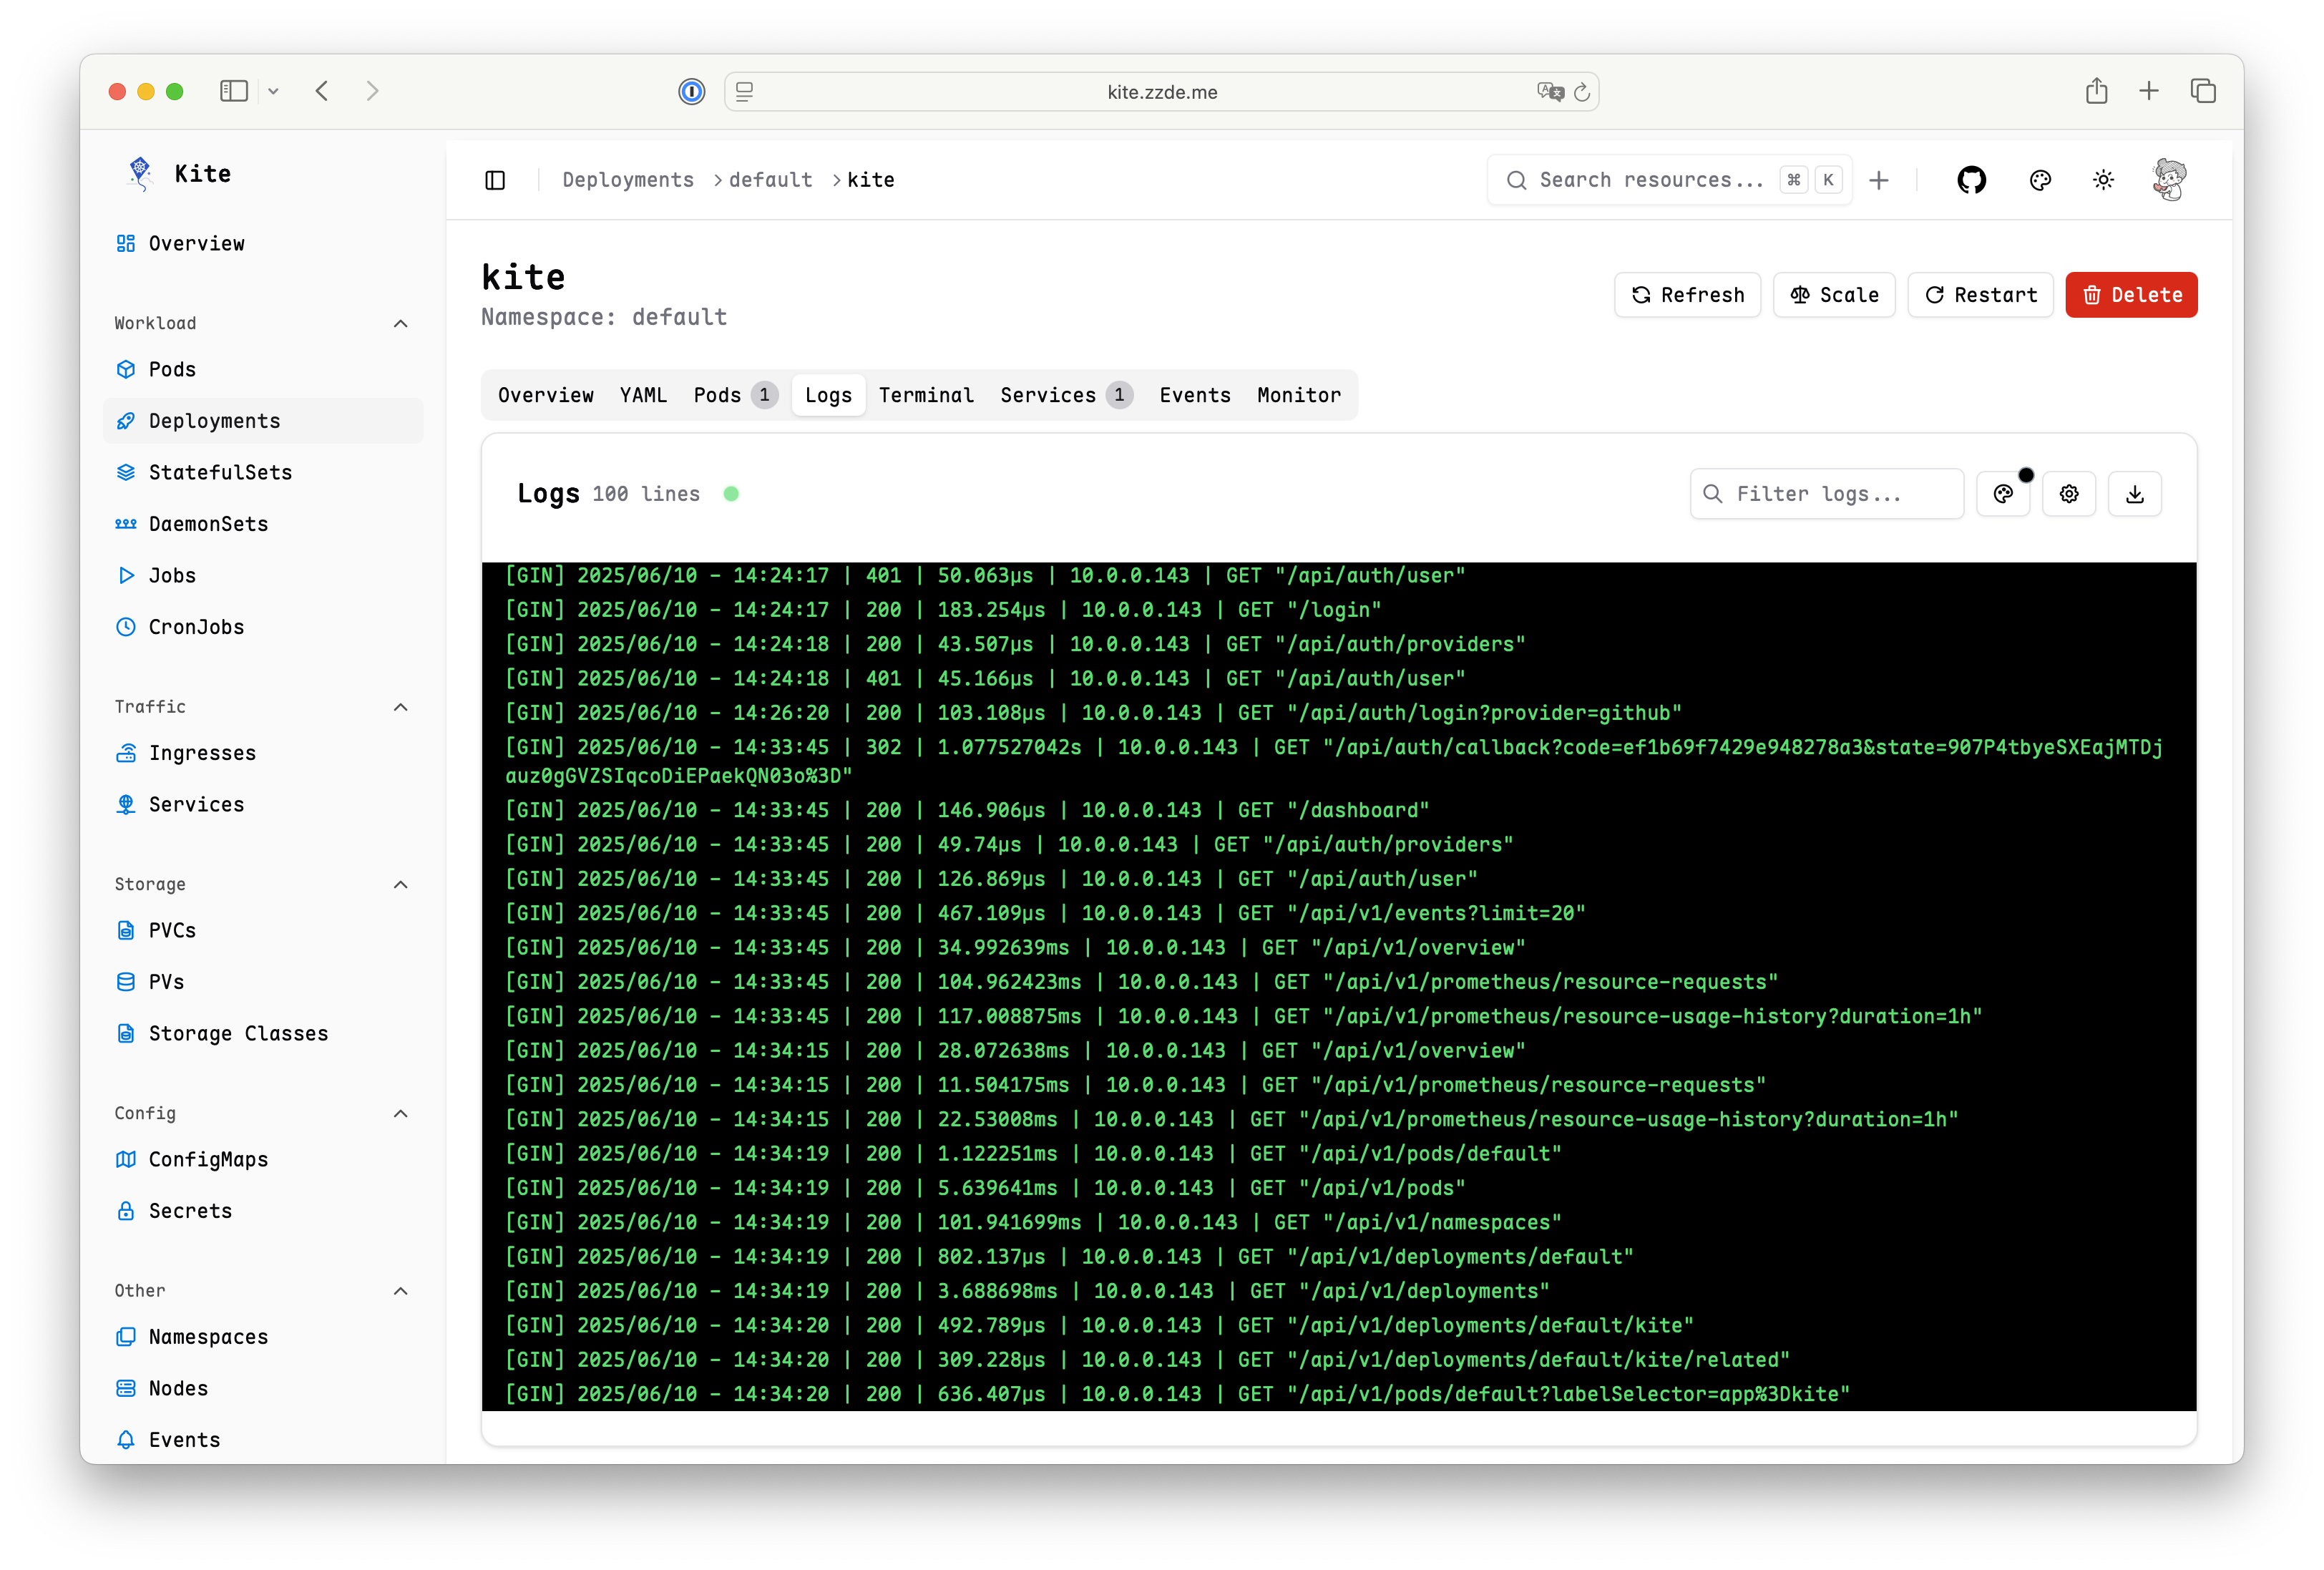 kite.zzde.me
Kite
Overview
Workload
Pods
Deployments
StatefulSets
DaemonSets
Jobs
CronJobs
Traffic
Ingresses
Services
Storage
PVCs
PVs
Storage Classes
Config
ConfigMaps
Secrets
Other
Namespaces
Nodes
Events
Deployments > default > kite
Search resources... ⌘ K
kite
Namespace: default
Refresh Scale Restart Delete
Overview YAML Pods 1 Logs Terminal Services 1 Events Monitor
Logs 100 lines
Filter logs...
[GIN] 2025/06/10 - 14:24:17 | 401 | 50.063µs | 10.0.0.143 | GET "/api/auth/user"
[GIN] 2025/06/10 - 14:24:17 | 200 | 183.254µs | 10.0.0.143 | GET "/login"
[GIN] 2025/06/10 - 14:24:18 | 200 | 43.507µs | 10.0.0.143 | GET "/api/auth/providers"
[GIN] 2025/06/10 - 14:24:18 | 401 | 45.166µs | 10.0.0.143 | GET "/api/auth/user"
[GIN] 2025/06/10 - 14:26:20 | 200 | 103.108µs | 10.0.0.143 | GET "/api/auth/login?provider=github"
[GIN] 2025/06/10 - 14:33:45 | 302 | 1.077527042s | 10.0.0.143 | GET "/api/auth/callback?code=ef1b69f7429e948278a3&state=907P4tbyeSXEajMTDj
auz0gGVZSIqcoDiEPaekQN03o%3D"
[GIN] 2025/06/10 - 14:33:45 | 200 | 146.906µs | 10.0.0.143 | GET "/dashboard"
[GIN] 2025/06/10 - 14:33:45 | 200 | 49.74µs | 10.0.0.143 | GET "/api/auth/providers"
[GIN] 2025/06/10 - 14:33:45 | 200 | 126.869µs | 10.0.0.143 | GET "/api/auth/user"
[GIN] 2025/06/10 - 14:33:45 | 200 | 467.109µs | 10.0.0.143 | GET "/api/v1/events?limit=20"
[GIN] 2025/06/10 - 14:33:45 | 200 | 34.992639ms | 10.0.0.143 | GET "/api/v1/overview"
[GIN] 2025/06/10 - 14:33:45 | 200 | 104.962423ms | 10.0.0.143 | GET "/api/v1/prometheus/resource-requests"
[GIN] 2025/06/10 - 14:33:45 | 200 | 117.008875ms | 10.0.0.143 | GET "/api/v1/prometheus/resource-usage-history?duration=1h"
[GIN] 2025/06/10 - 14:34:15 | 200 | 28.072638ms | 10.0.0.143 | GET "/api/v1/overview"
[GIN] 2025/06/10 - 14:34:15 | 200 | 11.504175ms | 10.0.0.143 | GET "/api/v1/prometheus/resource-requests"
[GIN] 2025/06/10 - 14:34:15 | 200 | 22.53008ms | 10.0.0.143 | GET "/api/v1/prometheus/resource-usage-history?duration=1h"
[GIN] 2025/06/10 - 14:34:19 | 200 | 1.122251ms | 10.0.0.143 | GET "/api/v1/pods/default"
[GIN] 2025/06/10 - 14:34:19 | 200 | 5.639641ms | 10.0.0.143 | GET "/api/v1/pods"
[GIN] 2025/06/10 - 14:34:19 | 200 | 101.941699ms | 10.0.0.143 | GET "/api/v1/namespaces"
[GIN] 2025/06/10 - 14:34:19 | 200 | 802.137µs | 10.0.0.143 | GET "/api/v1/deployments/default"
[GIN] 2025/06/10 - 14:34:19 | 200 | 3.688698ms | 10.0.0.143 | GET "/api/v1/deployments"
[GIN] 2025/06/10 - 14:34:20 | 200 | 492.789µs | 10.0.0.143 | GET "/api/v1/deployments/default/kite"
[GIN] 2025/06/10 - 14:34:20 | 200 | 309.228µs | 10.0.0.143 | GET "/api/v1/deployments/default/kite/related"
[GIN] 2025/06/10 - 14:34:20 | 200 | 636.407µs | 10.0.0.143 | GET "/api/v1/pods/default?labelSelector=app%3Dkite"